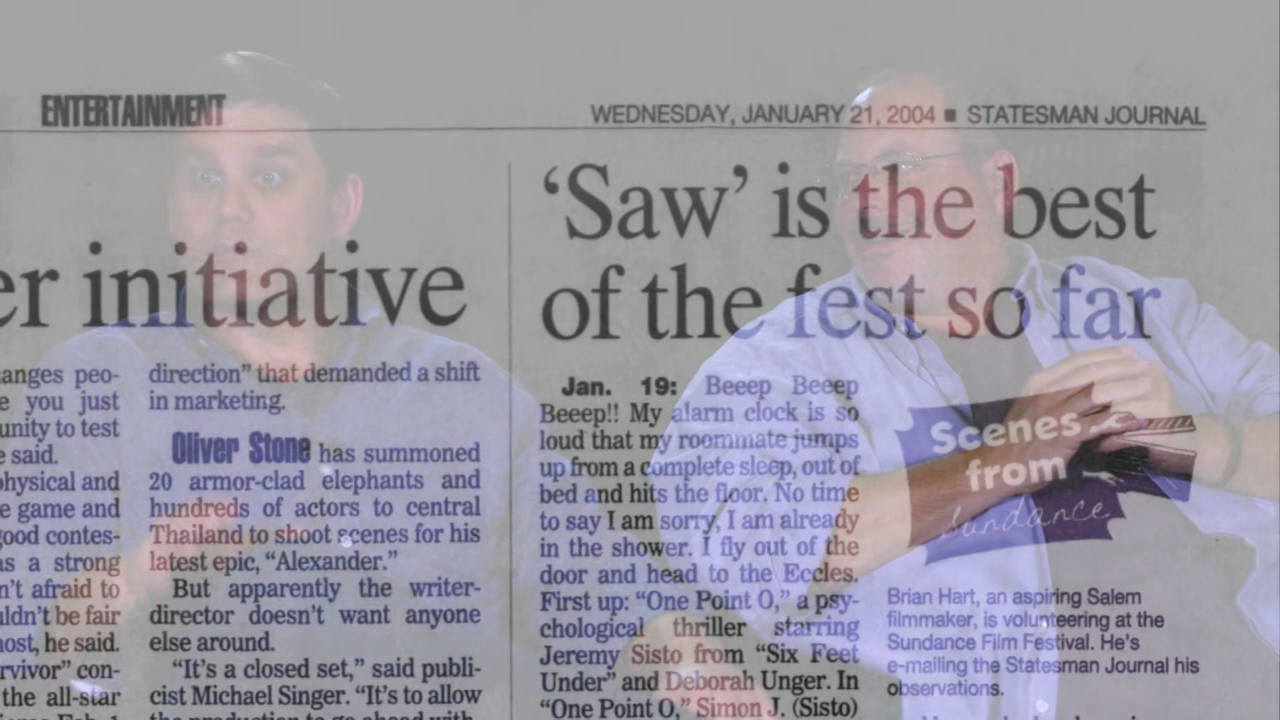 ENTERTAINMENT
WEDNESDAY, JANUARY 21, 2004 ■ STATESMAN JOURNAL
er initiative
anges peo-
e you just
unity to test
e said.
physical and
e game and
good contes-
as a strong
n't afraid to
uldn't be fair
nost, he said.
rvivor” con-
the all-star
direction” that demanded a shift
in marketing.
Oliver Stone has summoned
20 armor-clad elephants and
hundreds of actors to central
Thailand to shoot scenes for his
latest epic, “Alexander.”
But apparently the writer-
director doesn't want anyone
else around.
“It's a closed set,” said publi-
cist Michael Singer. “It's to allow
the production to go ahead with
‘Saw’ is the best
of the fest so far
Jan. 19: Beeep Beeep
Beeep!! My alarm clock is so
loud that my roommate jumps
up from a complete sleep, out of
bed and hits the floor. No time
to say I am sorry, I am already
in the shower. I fly out of the
door and head to the Eccles.
First up: “One Point O,” a psy-
chological thriller starring
Jeremy Sisto from “Six Feet
Under” and Deborah Unger. In
“One Point O,” Simon J. (Sisto)
Scenes
from
Sundance
Brian Hart, an aspiring Salem
filmmaker, is volunteering at the
Sundance Film Festival. He's
e-mailing the Statesman Journal his
observations.